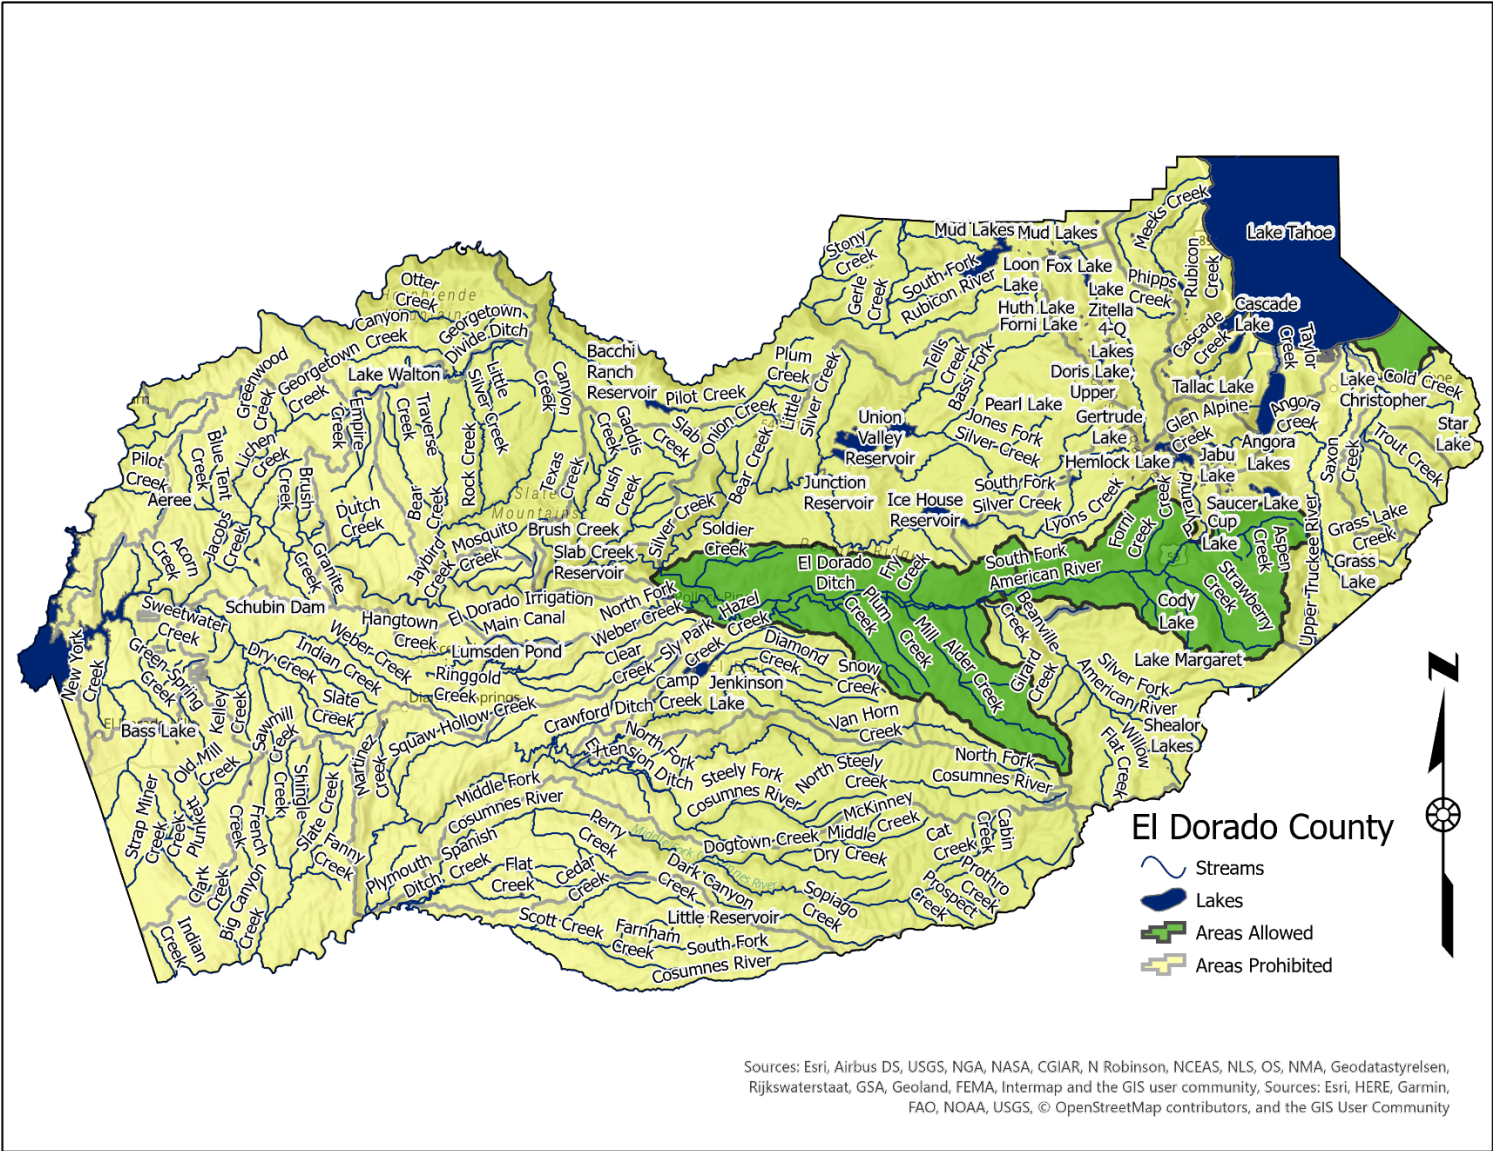 Lake Tahoe
Meeks Creek
Mud Lakes
Mud Lakes
Stony
Creek
89
Rubicon
Creek
South Fork
Rubicon River
Loon
Lake
Fox Lake
Phipps
Creek
Gerle
Creek
Otter
Creek
Huth Lake
Lake
Zitella
Forni Lake
4-Q
Lakes
Cascade
Lake
Cascade
Creek
Taylor
Creek
Canyon
Creek
Georgetown
Divide Ditch
Greenwood
Creek
Georgetown
Creek
Lake Walton
Little
Silver Creek
Canyon
Creek
Bacchi
Ranch
Reservoir
Plum
Creek
Pilot Creek
Little
Silver Creek
Tells
Creek
Bassi Fork
Doris Lake
Upper
Tallac Lake
Lake
Christopher
Cold Creek
Star
Lake
Empire
Creek
Traverse
Creek
Gaddis
Creek
Slab
Creek
Onion Creek
Union
Valley
Reservoir
Pearl Lake
Gertrude
Lake
Glen Alpine
Creek
Angora
Creek
Angora
Lakes
Jones Fork
Silver Creek
Hemlock Lake
Jabu
Lake
Saxon
Creek
Trout Creek
Pilot
Creek
Blue Tent
Creek
Lichen
Creek
Brush
Creek
Rock Creek
Texas
Creek
Brush
Creek
Bear Creek
Junction
Reservoir
Ice House
Reservoir
South Fork
Silver Creek
Lyons Creek
Forni
Creek
Pyramid
Creek
Saucer Lake
Cup
Lake
Aspen
Creek
Grass Lake
Creek
Grass
Lake
Upper Truckee River
Aeree
Dutch
Creek
Bear
Creek
Slate
Mountains
Brush Creek
Silver Creek
Soldier
Creek
Acorn
Creek
Jacobs
Creek
Granite
Creek
Jaybird
Creek
Mosquito
Creek
Slab Creek
Reservoir
El Dorado
Ditch
Fry
Creek
South Fork
American River
50
Strawberry
Creek
Cody
Lake
Sweetwater
Creek
Schubin Dam
Hangtown
Creek
El Dorado Irrigation
Main Canal
North Fork
Weber Creek
Hazel
Creek
Plum
Creek
Mill
Creek
Alder Creek
Beanville
Creek
Girard
Creek
Lake Margaret
New York
Creek
Green Spring
Creek
Dry Creek
Indian Creek
Weber Creek
Lumsden Pond
Ringgold
Creek
Clear
Creek
Sly Park
Creek
Camp
Creek
Jenkinson
Lake
Diamond
Creek
Snow
Creek
Silver Fork
American River
Shealor
Lakes
Willow
Flat Creek
Bass Lake
Kelley
Creek
Slate
Creek
Squaw Hollow Creek
Crawford Ditch
Van Horn
Creek
Old Mill
Creek
Sawmill
Creek
Martinez
Creek
Extension Ditch
North Fork
North Fork
Cosumnes River
Strap Miner
Creek
Plunkett
Creek
Shingle
Creek
Slate Creek
Middle Fork
Cosumnes River
Steely Fork
Cosumnes River
North Steely
Creek
French
Creek
Fanny
Creek
Spanish
Creek
Perry
Creek
McKinney
Creek
Dogtown Creek
Middle
Dry Creek
Cat
Creek
Cabin
Creek
Plymouth
Ditch
Flat
Creek
Cedar
Creek
Dark Canyon
Creek
Prothro
Creek
Prospect
Creek
Sopiago
Creek
Clark
Creek
Big Canyon
Creek
Indian
Creek
Scott Creek
Farnham
Creek
Little Reservoir
South Fork
Cosumnes River
El Dorado County
Streams
Lakes
Areas Allowed
Areas Prohibited
Z
Sources: Esri, Airbus DS, USGS, NGA, NASA, CGIAR, N Robinson, NCEAS, NLS, OS, NMA, Geodatastyrelsen,
Rijkswaterstaat, GSA, Geoland, FEMA, Intermap and the GIS user community, Sources: Esri, HERE, Garmin,
FAO, NOAA, USGS, © OpenStreetMap contributors, and the GIS User Community